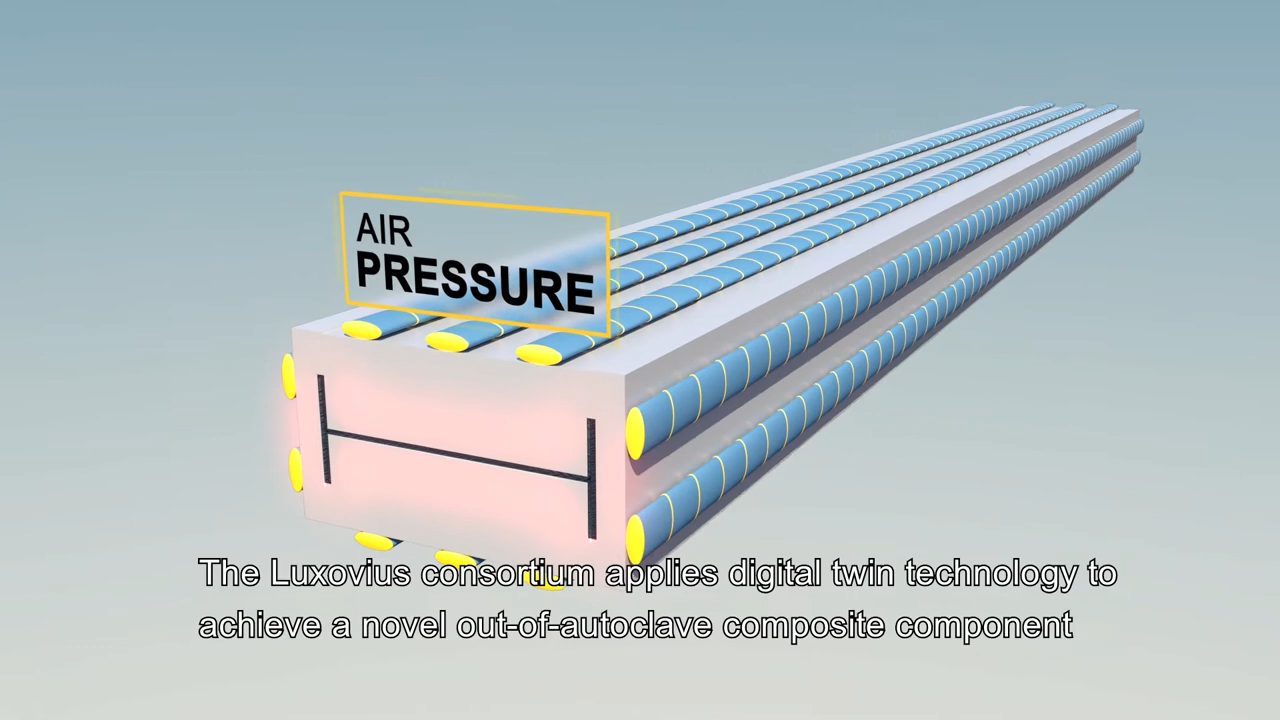 AIR
PRESSURE
The Luxovius consortium applies digital twin technology to
achieve a novel out-of-autoclave composite component